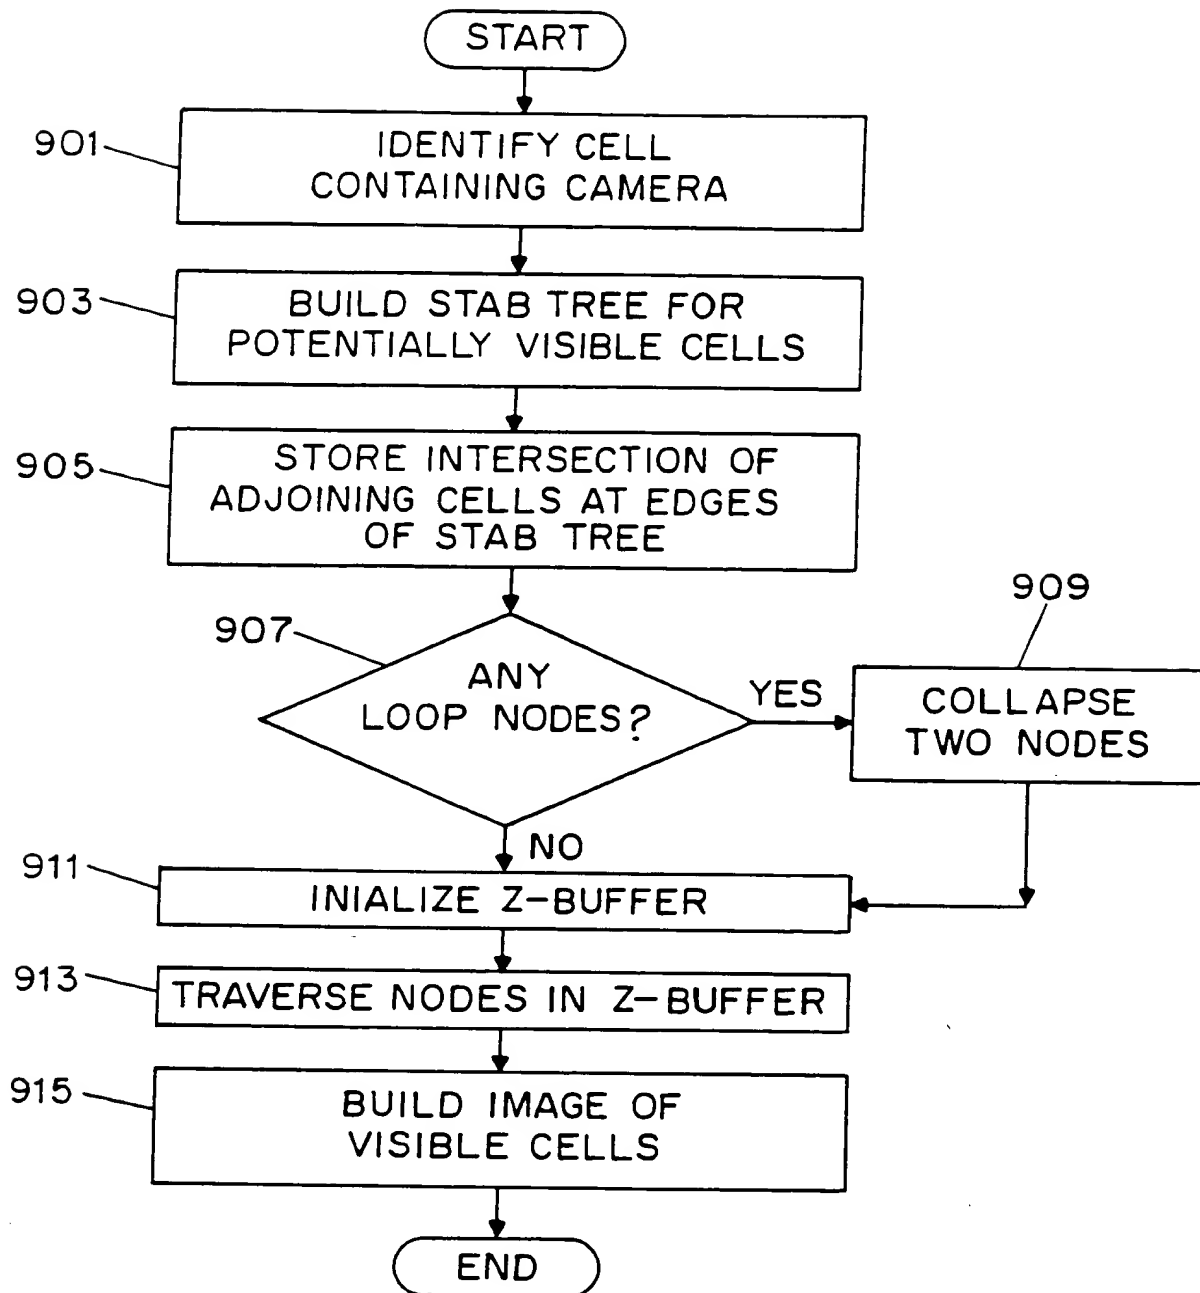 START
901
IDENTIFY CELL
CONTAINING CAMERA
903
BUILD STAB TREE FOR
POTENTIALLY VISIBLE CELLS
905
STORE INTERSECTION OF
ADJOINING CELLS AT EDGES
OF STAB TREE
907
ANY
LOOP NODES?
YES
909
COLLAPSE
TWO NODES
NO
911
INIALIZE Z-BUFFER
913
TRAVERSE NODES IN Z-BUFFER
915
BUILD IMAGE OF
VISIBLE CELLS
END